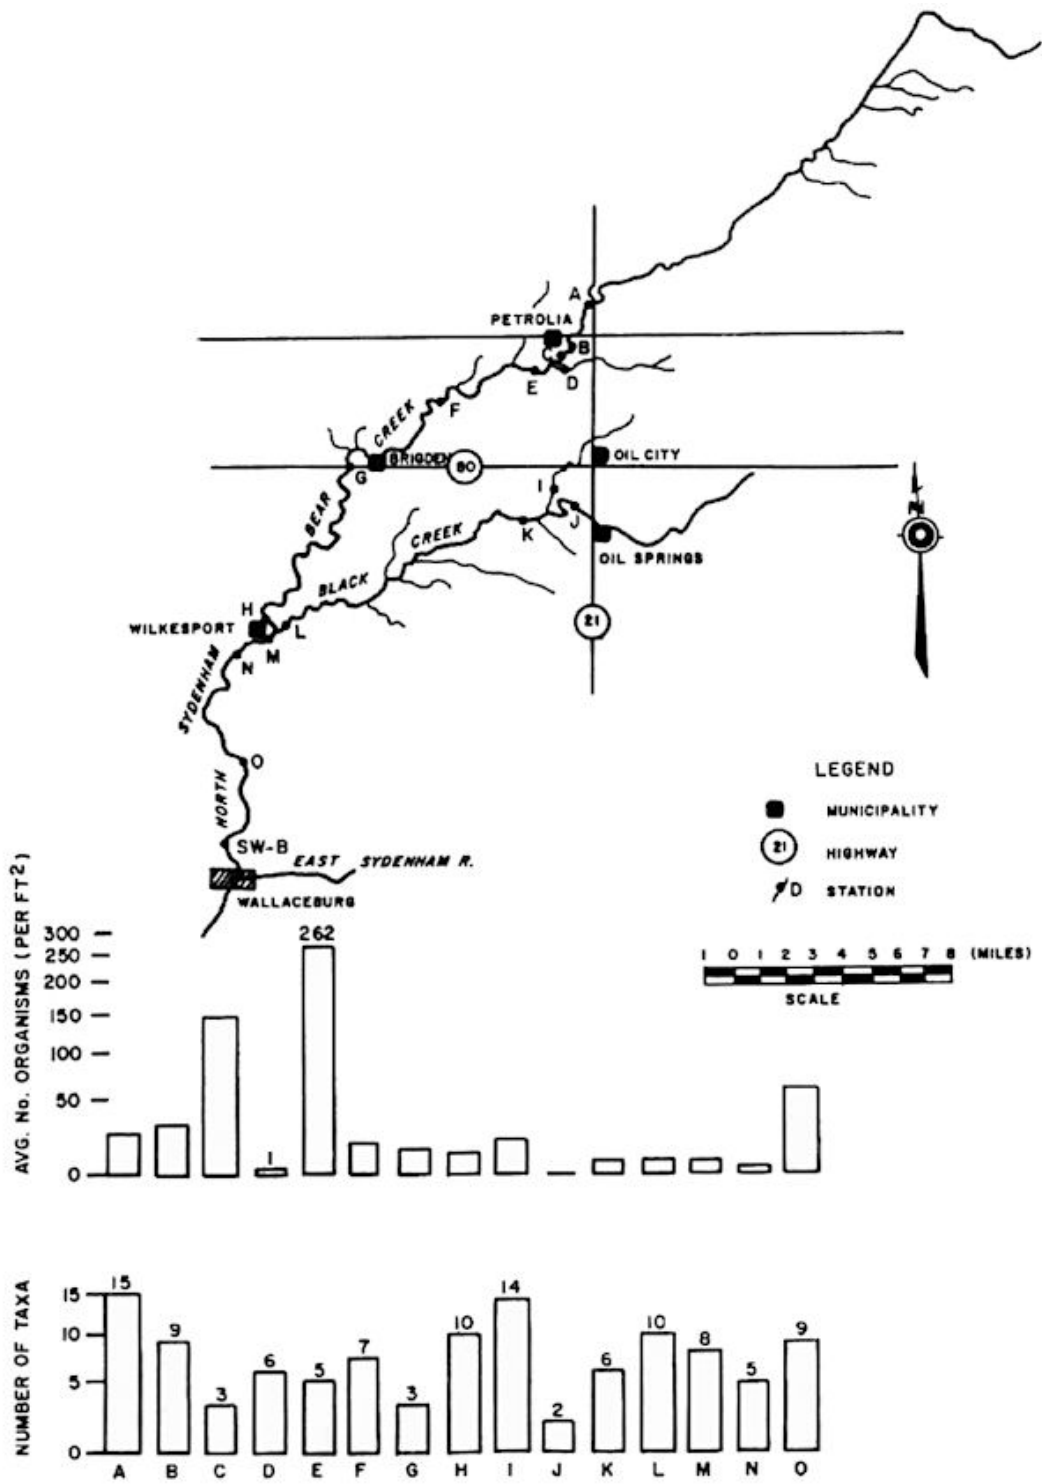 A
PETROLIA
B
C
E
D
F
CREEK
BRIGDEN
80
OIL CITY
G
I
J
K
BEAR
CREEK
OIL SPRINGS
N
BLACK
H
21
WILKESPORT
L
M
N
SYDENHAM
O
LEGEND
NORTH
MUNICIPALITY
SW-B
21 HIGHWAY
EAST SYDENHAM R.
D STATION
WALLACEBURG
1 0 1 2 3 4 5 6 7 8 (MILES)
SCALE
AVG. No. ORGANISMS (PER FT²)
300
250
200
150
100
50
0
262
1
NUMBER OF TAXA
15
10
5
0
15 9 3 6 5 7 3 10 14 2 6 10 8 5 9
A B C D E F G H I J K L M N O